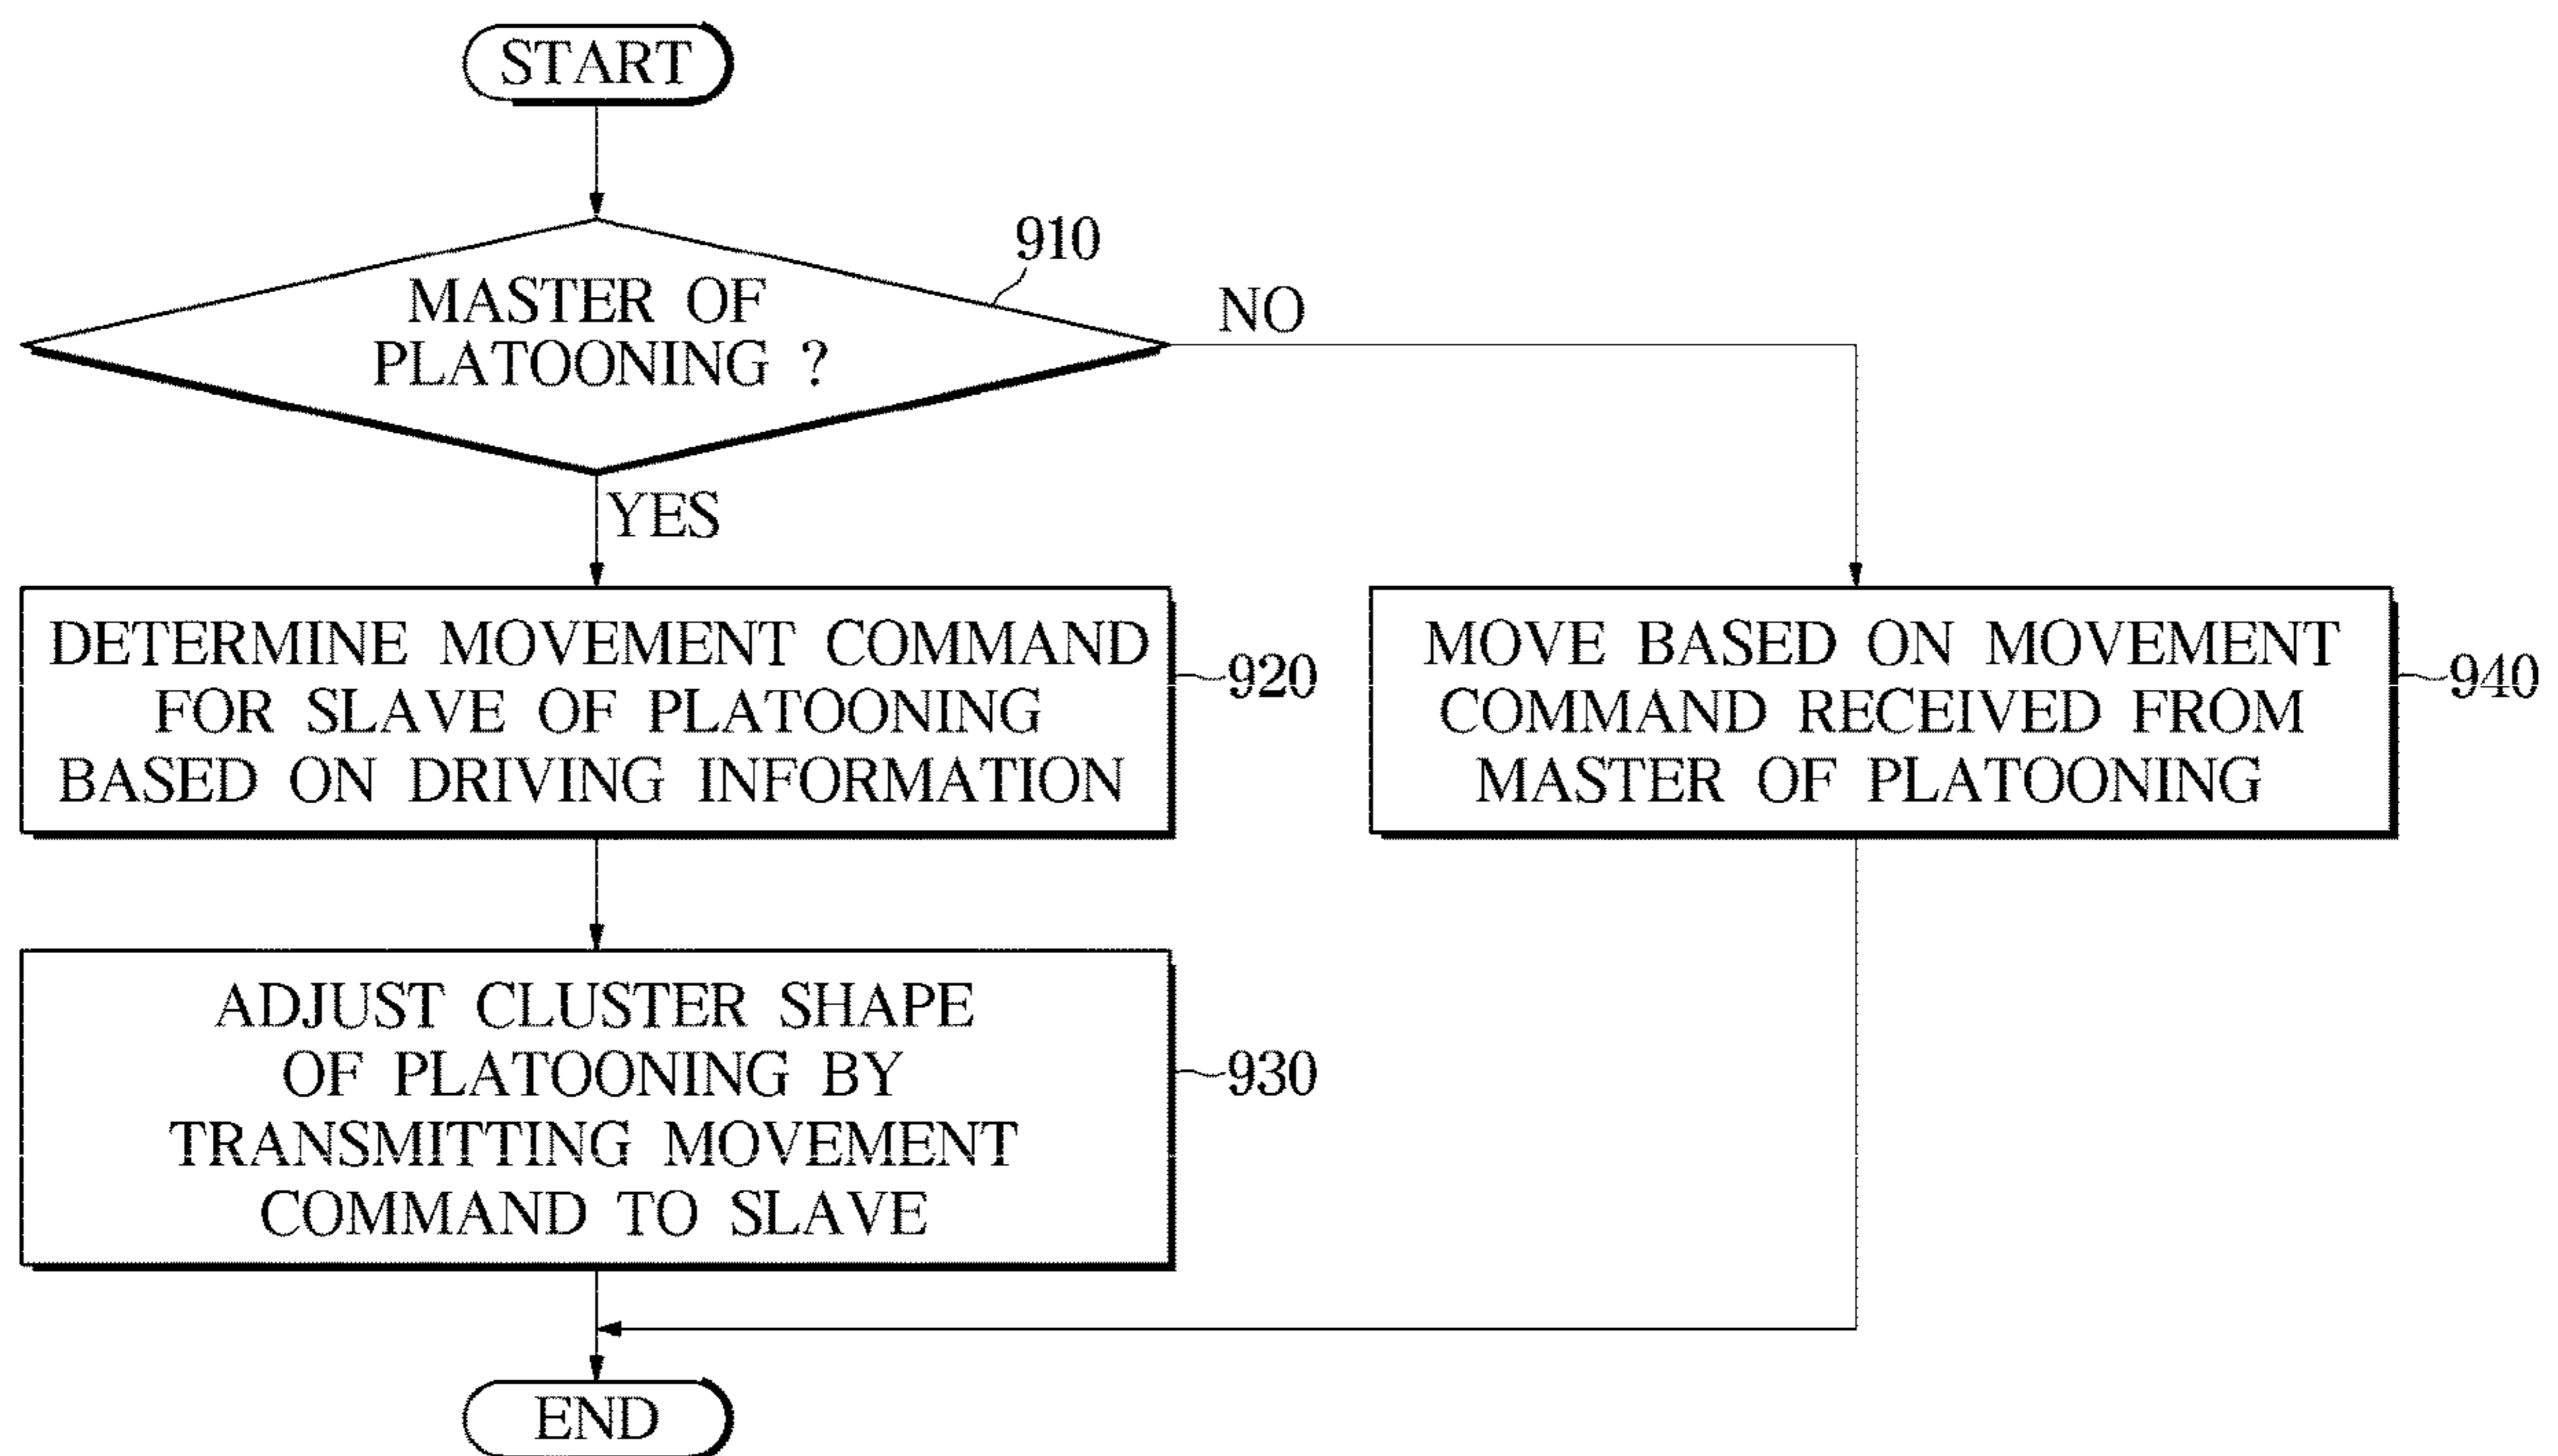 START
910
MASTER OF
PLATOONING ?
NO
YES
DETERMINE MOVEMENT COMMAND
FOR SLAVE OF PLATOONING
BASED ON DRIVING INFORMATION
920
MOVE BASED ON MOVEMENT
COMMAND RECEIVED FROM
MASTER OF PLATOONING
940
ADJUST CLUSTER SHAPE
OF PLATOONING BY
TRANSMITTING MOVEMENT
COMMAND TO SLAVE
930
END